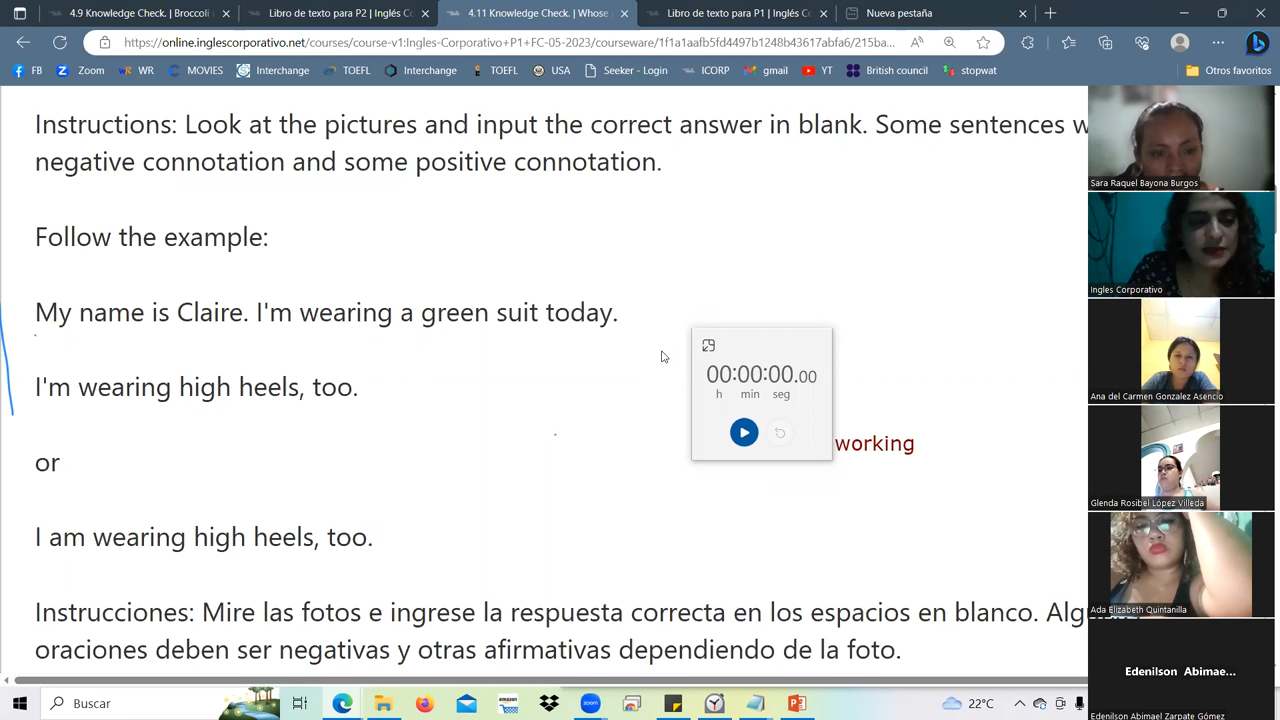 4.9 Knowledge Check. | Broccoli
Libro de texto para P2 | Inglés Co
4.11 Knowledge Check. | Whose
Libro de texto para P1 | Inglés Co
Nueva pestaña
https://online.inglescorporativo.net/courses/course-v1:Ingles-Corporativo+P1+FC-05-2023/courseware/1f1a1aafb5fd4497b1248b43617abfa6/215ba...
FB Zoom WR MOVIES Interchange TOEFL Interchange TOEFL USA Seeker - Login ICORP gmail YT British council stopwat Otros favoritos
Instructions: Look at the pictures and input the correct answer in blank. Some sentences w
negative connotation and some positive connotation.
Follow the example:
My name is Claire. I'm wearing a green suit today.
I'm wearing high heels, too.
or
I am wearing high heels, too.
Instrucciones: Mire las fotos e ingrese la respuesta correcta en los espacios en blanco. Alg
oraciones deben ser negativas y otras afirmativas dependiendo de la foto.
00:00:00.00
h min seg
working
Sara Raquel Bayona Burgos
Ingles Corporativo
Ana del Carmen Gonzalez Asencio
Glenda Rosibel López Villeda
Ada Elizabeth Quintanilla
Edenilson Abimae...
Edenilson Abimael Zarpate Gómez
Buscar
22°C